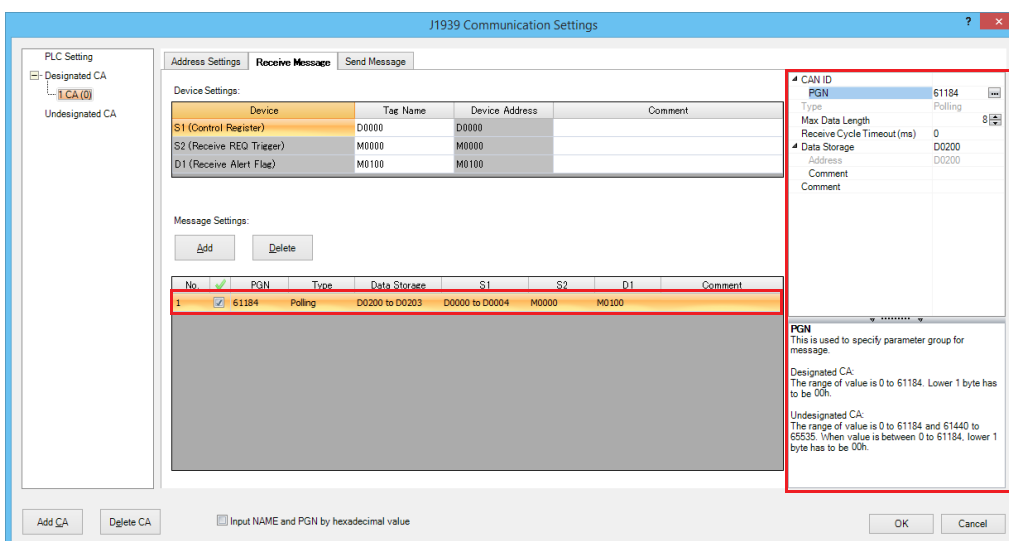 J1939 Communication Settings
? ×
PLC Setting
Designated CA
1 CA (0)
Undesignated CA
Address Settings Receive Message Send Message
Device Settings:
Device Tag Name Device Address Comment
S1 (Control Register) D0000 D0000
S2 (Receive REQ Trigger) M0000 M0000
D1 (Receive Alert Flag) M0100 M0100
Message Settings:
Add Delete
No. PGN Type Data Storage S1 S2 D1 Comment
1 61184 Polling D0200 to D0203 D0000 to D0004 M0000 M0100
CAN ID
PGN 61184 ...
Type Polling
Max Data Length 8
Receive Cycle Timeout (ms) 0
Data Storage D0200
Address D0200
Comment
Comment
PGN
This is used to specify parameter group for
message.
Designated CA:
The range of value is 0 to 61184. Lower 1 byte has
to be 00h.
Undesignated CA:
The range of value is 0 to 61184 and 61440 to
65535. When value is between 0 to 61184, lower 1
byte has to be 00h.
Add CA Delete CA Input NAME and PGN by hexadecimal value OK Cancel